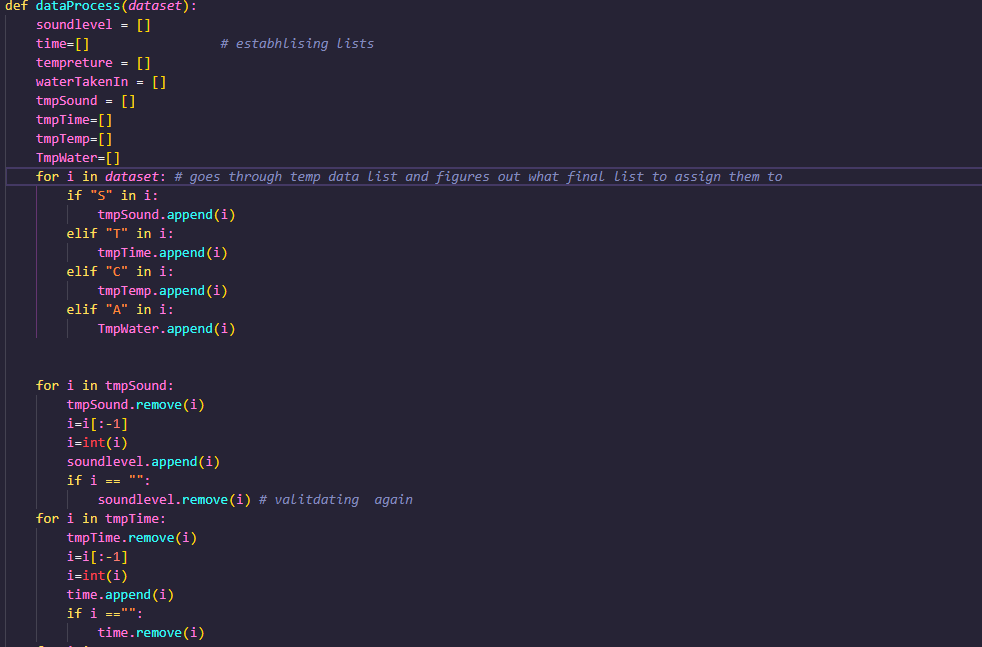 def dataProcess(dataset):
    soundlevel = []
    time=[]                 # estabhlising lists
    tempreture = []
    waterTakenIn = []
    tmpSound = []
    tmpTime=[]
    tmpTemp=[]
    TmpWater=[]
    for i in dataset: # goes through temp data list and figures out what final list to assign them to
        if "S" in i:
            tmpSound.append(i)
        elif "T" in i:
            tmpTime.append(i)
        elif "C" in i:
            tmpTemp.append(i)
        elif "A" in i:
            TmpWater.append(i)
    for i in tmpSound:
        tmpSound.remove(i)
        i=i[:-1]
        i=int(i)
        soundlevel.append(i)
        if i == "":
            soundlevel.remove(i) # valitdating  again
    for i in tmpTime:
        tmpTime.remove(i)
        i=i[:-1]
        i=int(i)
        time.append(i)
        if i =="":
            time.remove(i)